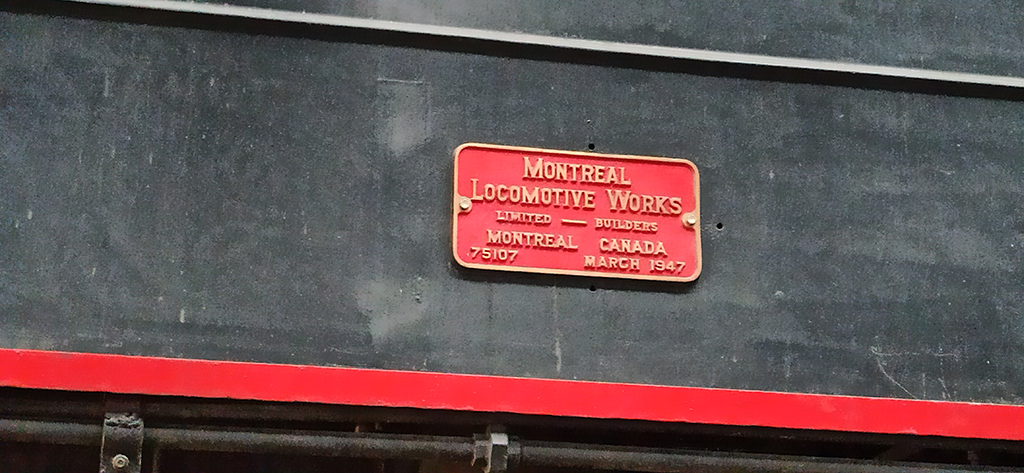 MONTREAL
LOCOMOTIVE WORKS
LIMITED — BUILDERS
MONTREAL CANADA
75107 MARCH 1947